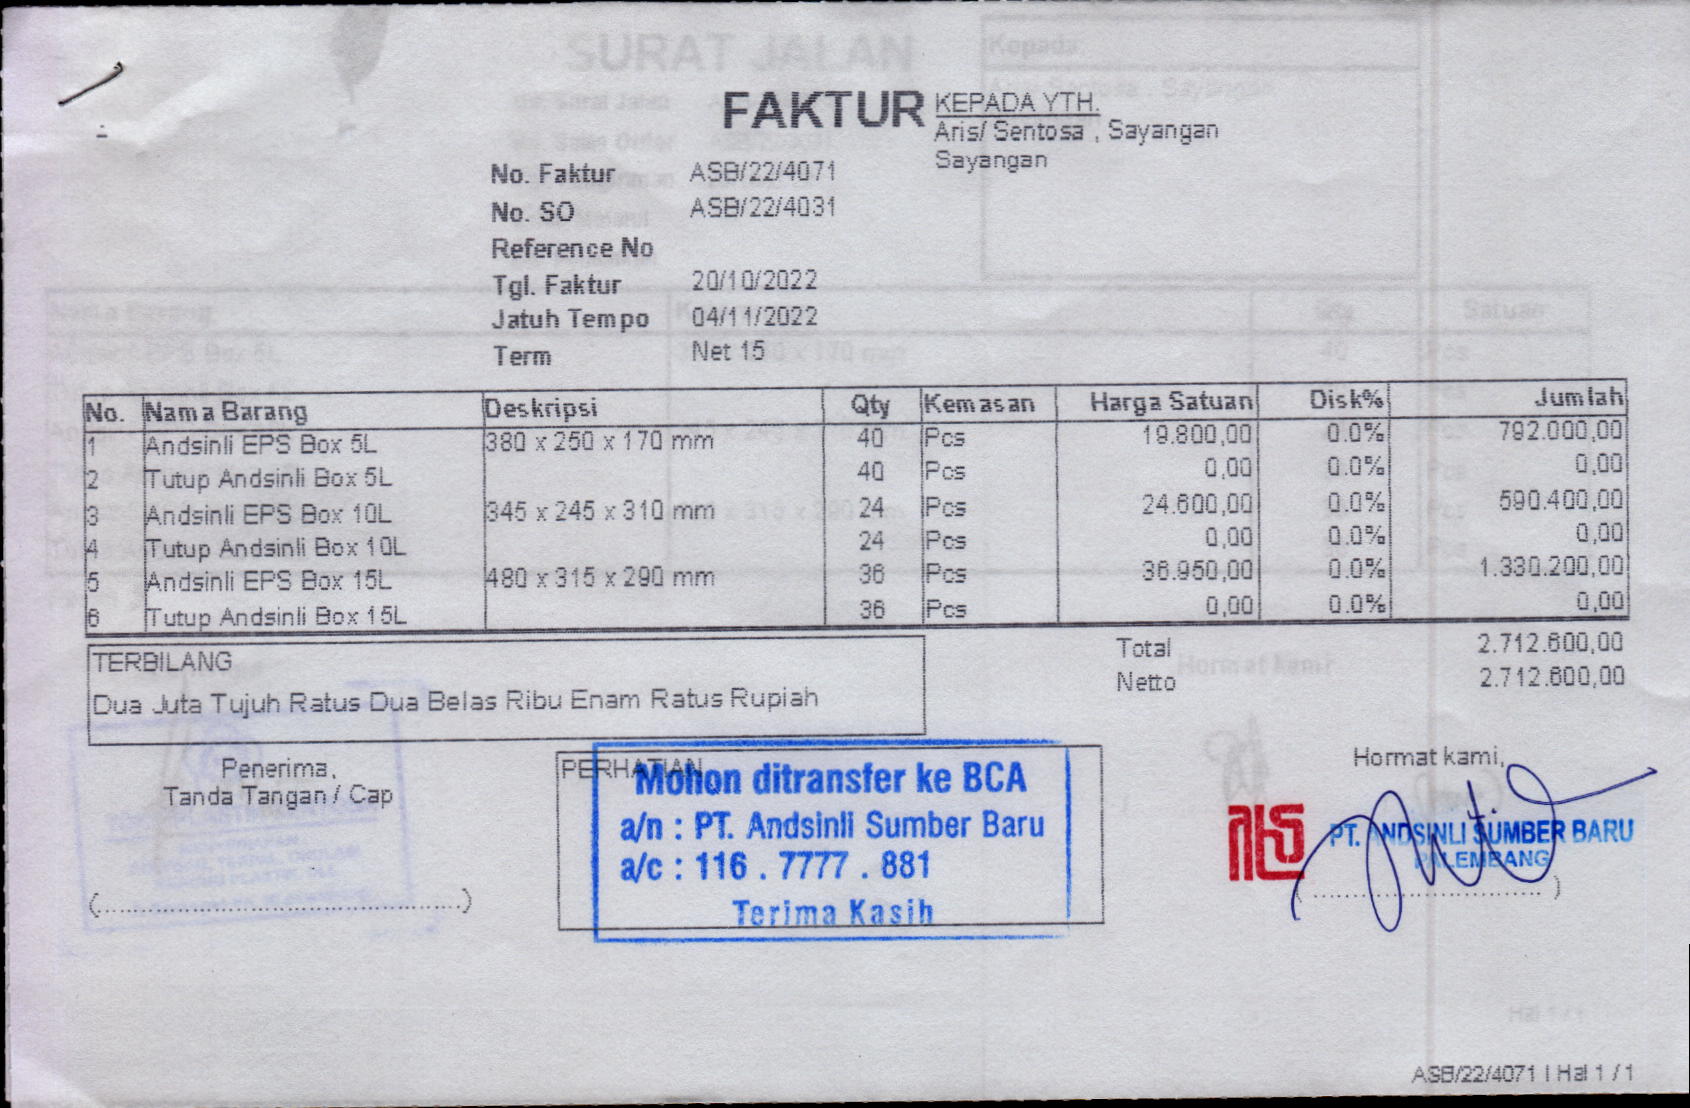 FAKTUR
KEPADA YTH.
Aris/ Sentosa , Sayangan
Sayangan
No. Faktur ASB/22/4071
No. SO ASB/22/4031
Reference No
Tgl. Faktur 20/10/2022
Jatuh Tempo 04/11/2022
Term Net 15
No. Nama Barang Deskripsi Qty Kemasan Harga Satuan Disk% Jumlah
1 Andsinli EPS Box 5L 380 x 250 x 170 mm 40 Pcs 19.800,00 0.0% 792.000,00
2 Tutup Andsinli Box 5L 40 Pcs 0,00 0.0% 0,00
3 Andsinli EPS Box 10L 345 x 245 x 310 mm 24 Pcs 24.600,00 0.0% 590.400,00
4 Tutup Andsinli Box 10L 24 Pcs 0,00 0.0% 0,00
5 Andsinli EPS Box 15L 480 x 315 x 290 mm 36 Pcs 36.950,00 0.0% 1.330.200,00
6 Tutup Andsinli Box 15L 36 Pcs 0,00 0.0% 0,00
Total 2.712.600,00
Netto 2.712.600,00
TERBILANG
Dua Juta Tujuh Ratus Dua Belas Ribu Enam Ratus Rupiah
Penerima,
Tanda Tangan / Cap
(..............................................)
PERHATIAN
Mohon ditransfer ke BCA
a/n : PT. Andsinli Sumber Baru
a/c : 116 . 7777 . 881
Terima Kasih
Hormat kami,
PT. ANDSINLI SUMBER BARU
PALEMBANG
(..............................)
ASB/22/4071 | Hal 1 / 1
SURAT JALAN
Kepada
Nama Barang
Qty
Satuan
Hormat kami